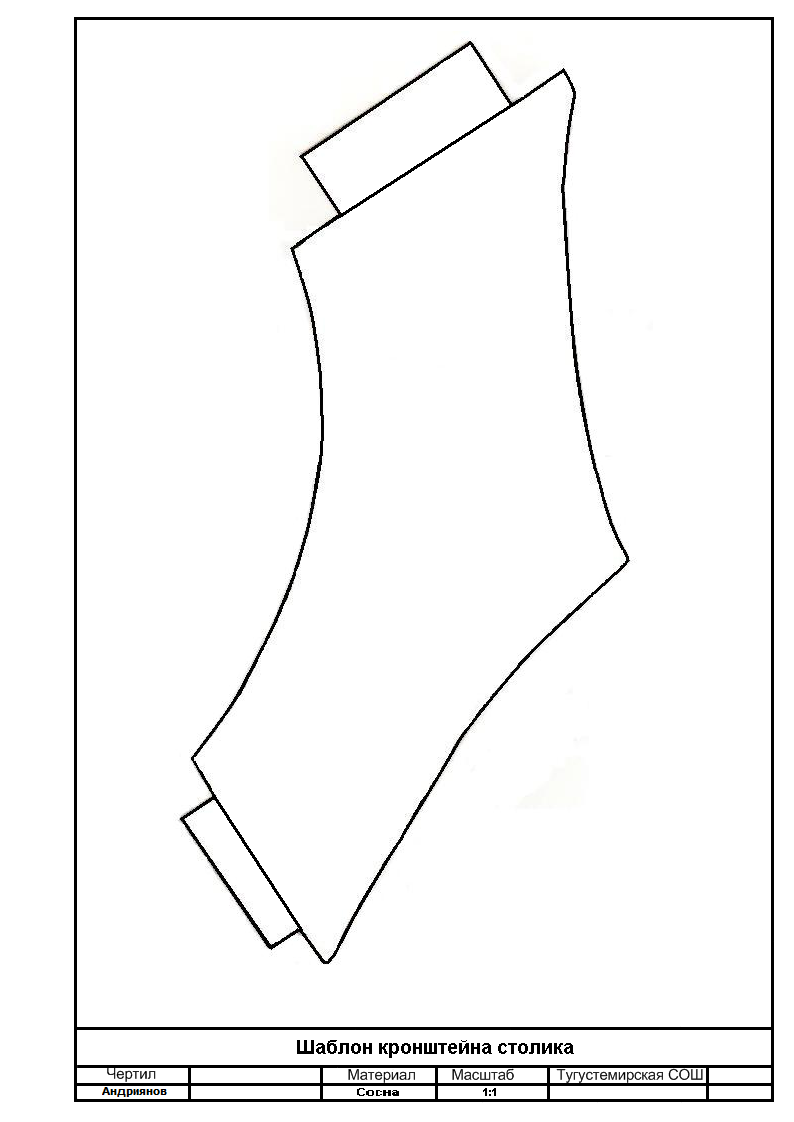 Шаблон кронштейна столика
Чертил Материал Масштаб Тугустемирская СОШ
Андриянов Сосна 1:1